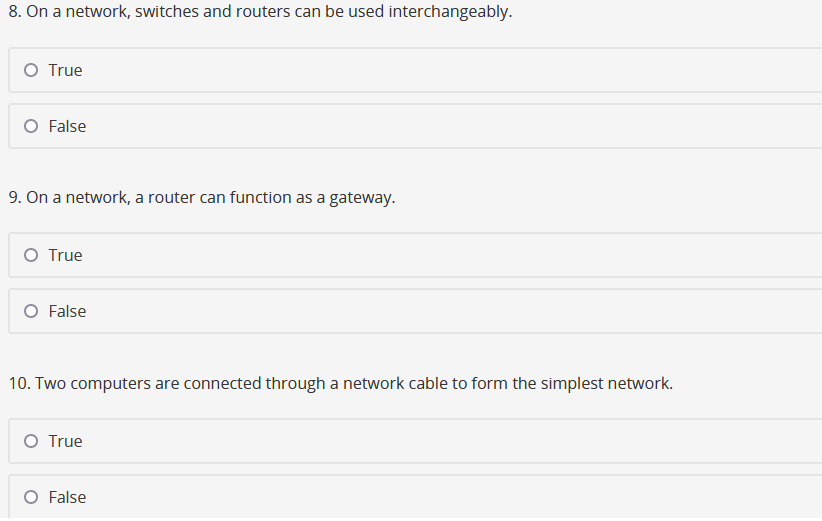 8. On a network, switches and routers can be used interchangeably.
True
False
9. On a network, a router can function as a gateway.
True
False
10. Two computers are connected through a network cable to form the simplest network.
True
False